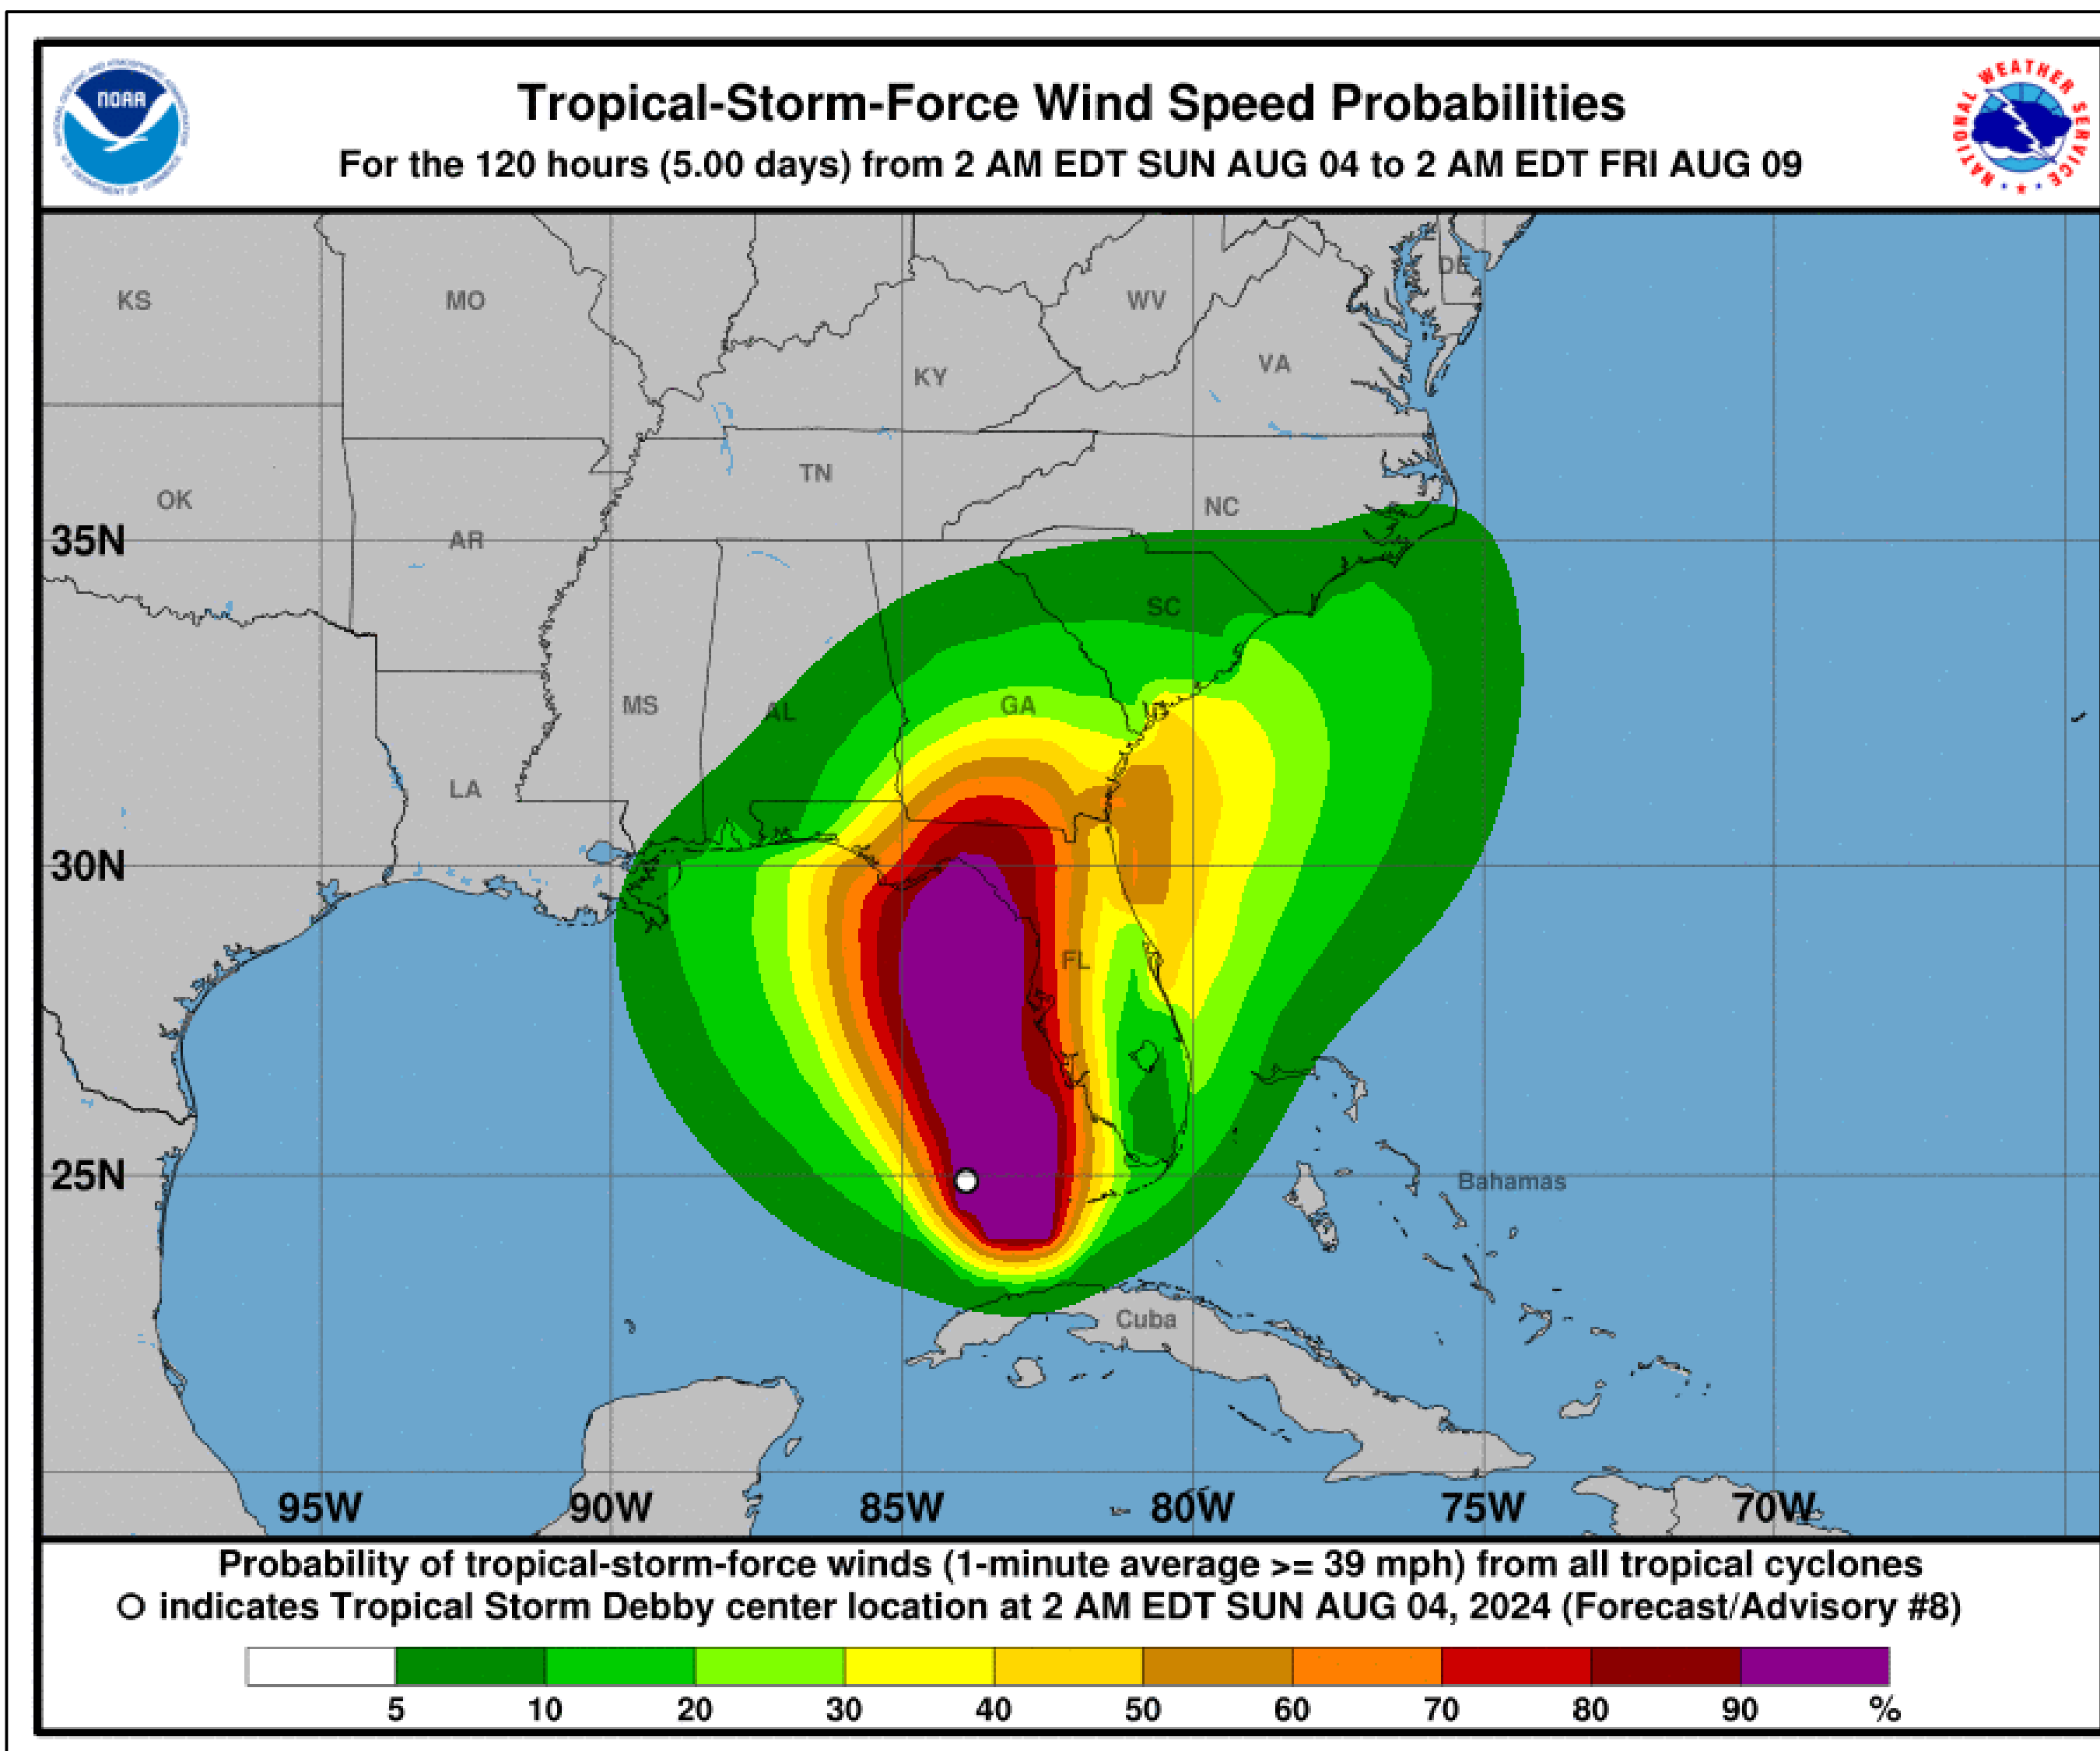 NOAA
NATIONAL WEATHER SERVICE
Tropical-Storm-Force Wind Speed Probabilities
For the 120 hours (5.00 days) from 2 AM EDT SUN AUG 04 to 2 AM EDT FRI AUG 09
DE
KS
MO
WV
VA
KY
TN
OK
NC
AR
35N
SC
MS
AL
GA
LA
30N
FL
25N
Bahamas
Cuba
95W
90W
85W
80W
75W
70W
Probability of tropical-storm-force winds (1-minute average >= 39 mph) from all tropical cyclones
O indicates Tropical Storm Debby center location at 2 AM EDT SUN AUG 04, 2024 (Forecast/Advisory #8)
5 10 20 30 40 50 60 70 80 90 %